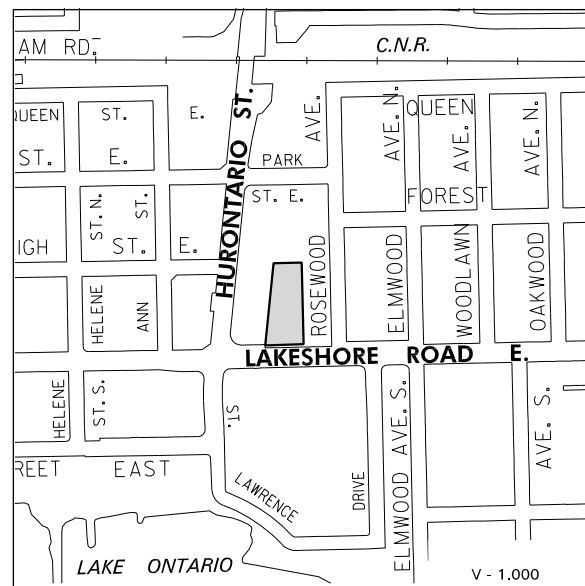 AM RD.
C.N.R.
QUEEN ST. E.
QUEEN
HURONTARIO ST.
AVE.
AVE. N.
AVE.
AVE. N.
ST. E.
PARK
ST. E.
FOREST
ST. N.
ST.
IGH ST. E.
HELENE
ANN
ROSEWOOD
ELMWOOD
WOODLAWN
OAKWOOD
LAKESHORE ROAD E.
HELENE
ST. S.
ST.
ELMWOOD AVE. S.
AVE. S.
REET EAST
LAWRENCE
DRIVE
LAKE ONTARIO
V - 1.000